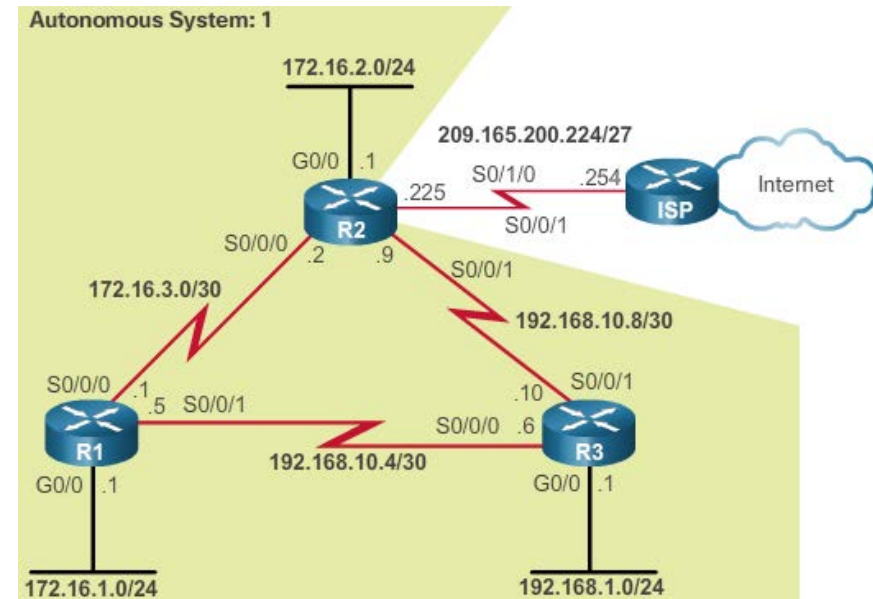 Autonomous System: 1
172.16.2.0/24
209.165.200.224/27
G0/0 .1
S0/1/0 .254
.225
Internet
ISP
R2
S0/0/1
S0/0/0 .2 .9
S0/0/1
172.16.3.0/30
192.168.10.8/30
S0/0/0 .1
.5 S0/0/1
.10 S0/0/1
S0/0/0 .6
R1
R3
192.168.10.4/30
G0/0 .1
G0/0 .1
172.16.1.0/24
192.168.1.0/24